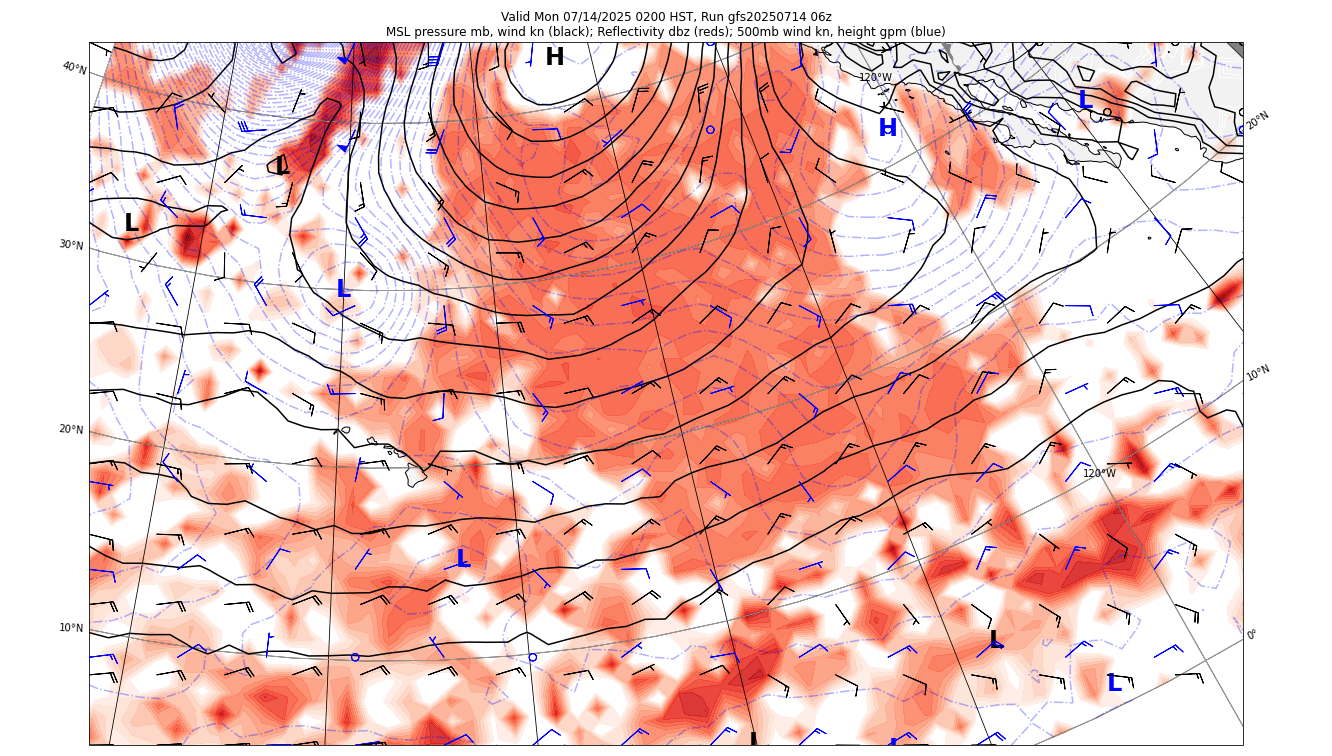 Valid Mon 07/14/2025 0200 HST, Run gfs20250714 06z
MSL pressure mb, wind kn (black); Reflectivity dbz (reds); 500mb wind kn, height gpm (blue)
H
40°N
120°W
L
H
20°N
L
L
30°N
L
10°N
20°N
120°W
L
10°N
L
0°
L
L
L